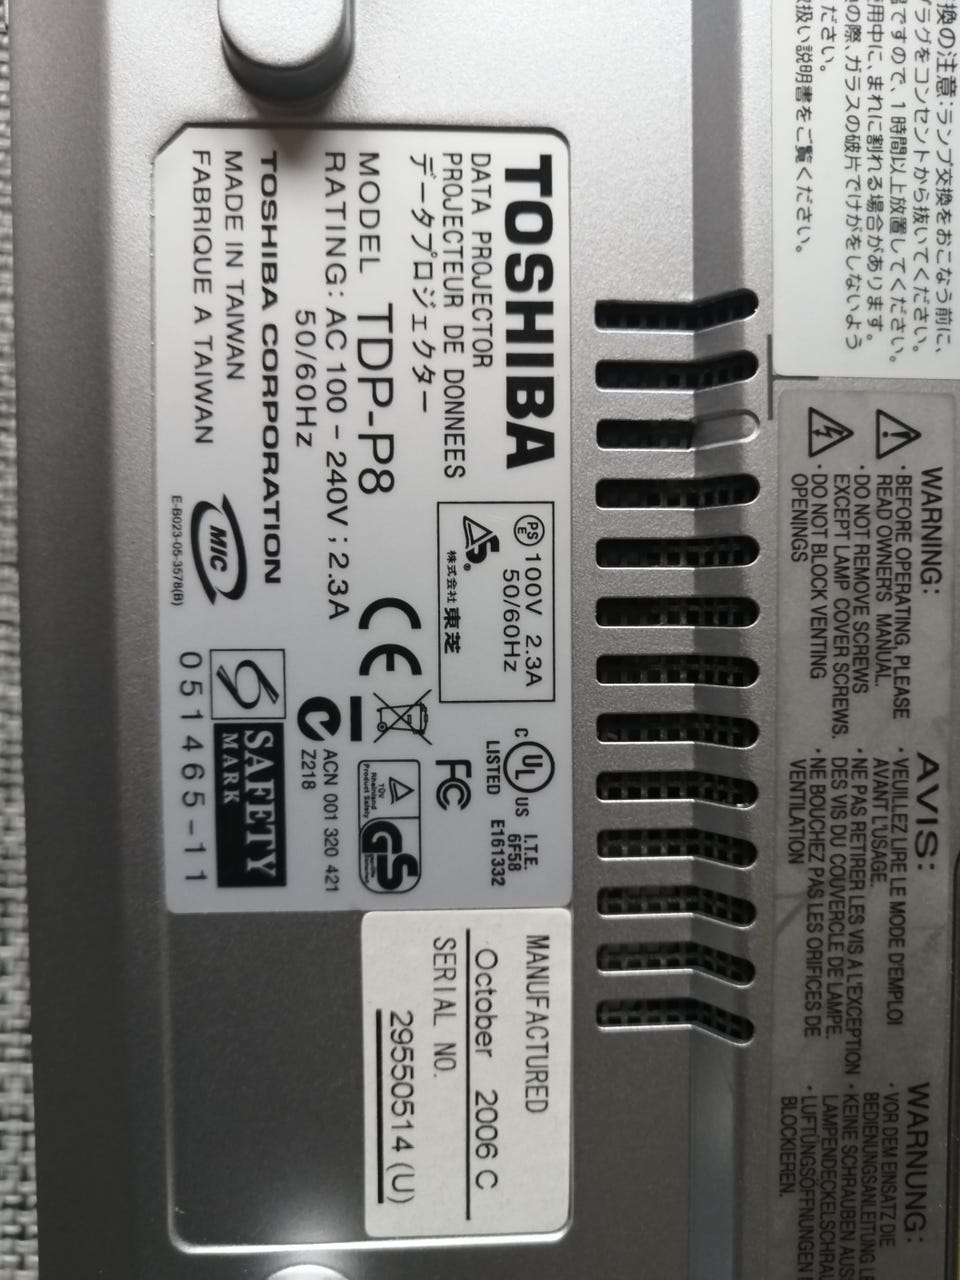 換の注意:ランプ交換をおこなう前に、
プラグをコンセントから抜いてください。
ですので、1時間以上放置してください。
用中に、まれに割れる場合があります。
の際、ガラスの破片でけがをしないよう
ださい。
取扱い説明書をご覧ください。
WARNING:
・BEFORE OPERATING, PLEASE
READ OWNER'S MANUAL.
・DO NOT REMOVE SCREWS
EXCEPT LAMP COVER SCREWS.
・DO NOT BLOCK VENTING
OPENINGS
AVIS:
・VEUILLEZ LIRE LE MODE D'EMPLOI
AVANT L'USAGE.
・NE PAS RETIRER LES VIS A L'EXCEPTION
DES VIS DU COUVERCLE DE LAMPE.
・NE BOUCHEZ PAS LES ORIFICES DE
VENTILATION
WARNUNG:
・VOR DEM EINSATZ DIE
BEDIENUNGSANLEITUNG
・KEINE SCHRAUBEN AUS
LAMPENDECKELSCHRA
・LUFTUNGSÖFFNUNGEN
BLOCKIEREN.
TOSHIBA
DATA PROJECTOR
PROJECTEUR DE DONNEES
データプロジェクター
MODEL TDP-P8
RATING: AC 100 - 240V ; 2.3A
50/60Hz
TOSHIBA CORPORATION
MADE IN TAIWAN
FABRIQUE A TAIWAN
PSE 100V 2.3A
50/60Hz
株式会社 東芝
C UL US
LISTED
I.T.E.
6F58
E161332
CE
FC
TÜV
Rheinland
Product Safety
GS
ACN 001 320 421
Z218
MIC
E-B023-05-3578(B)
SAFETY
MARK
051465-11
MANUFACTURED
October 2006 C
SERIAL NO.
29550514 (U)